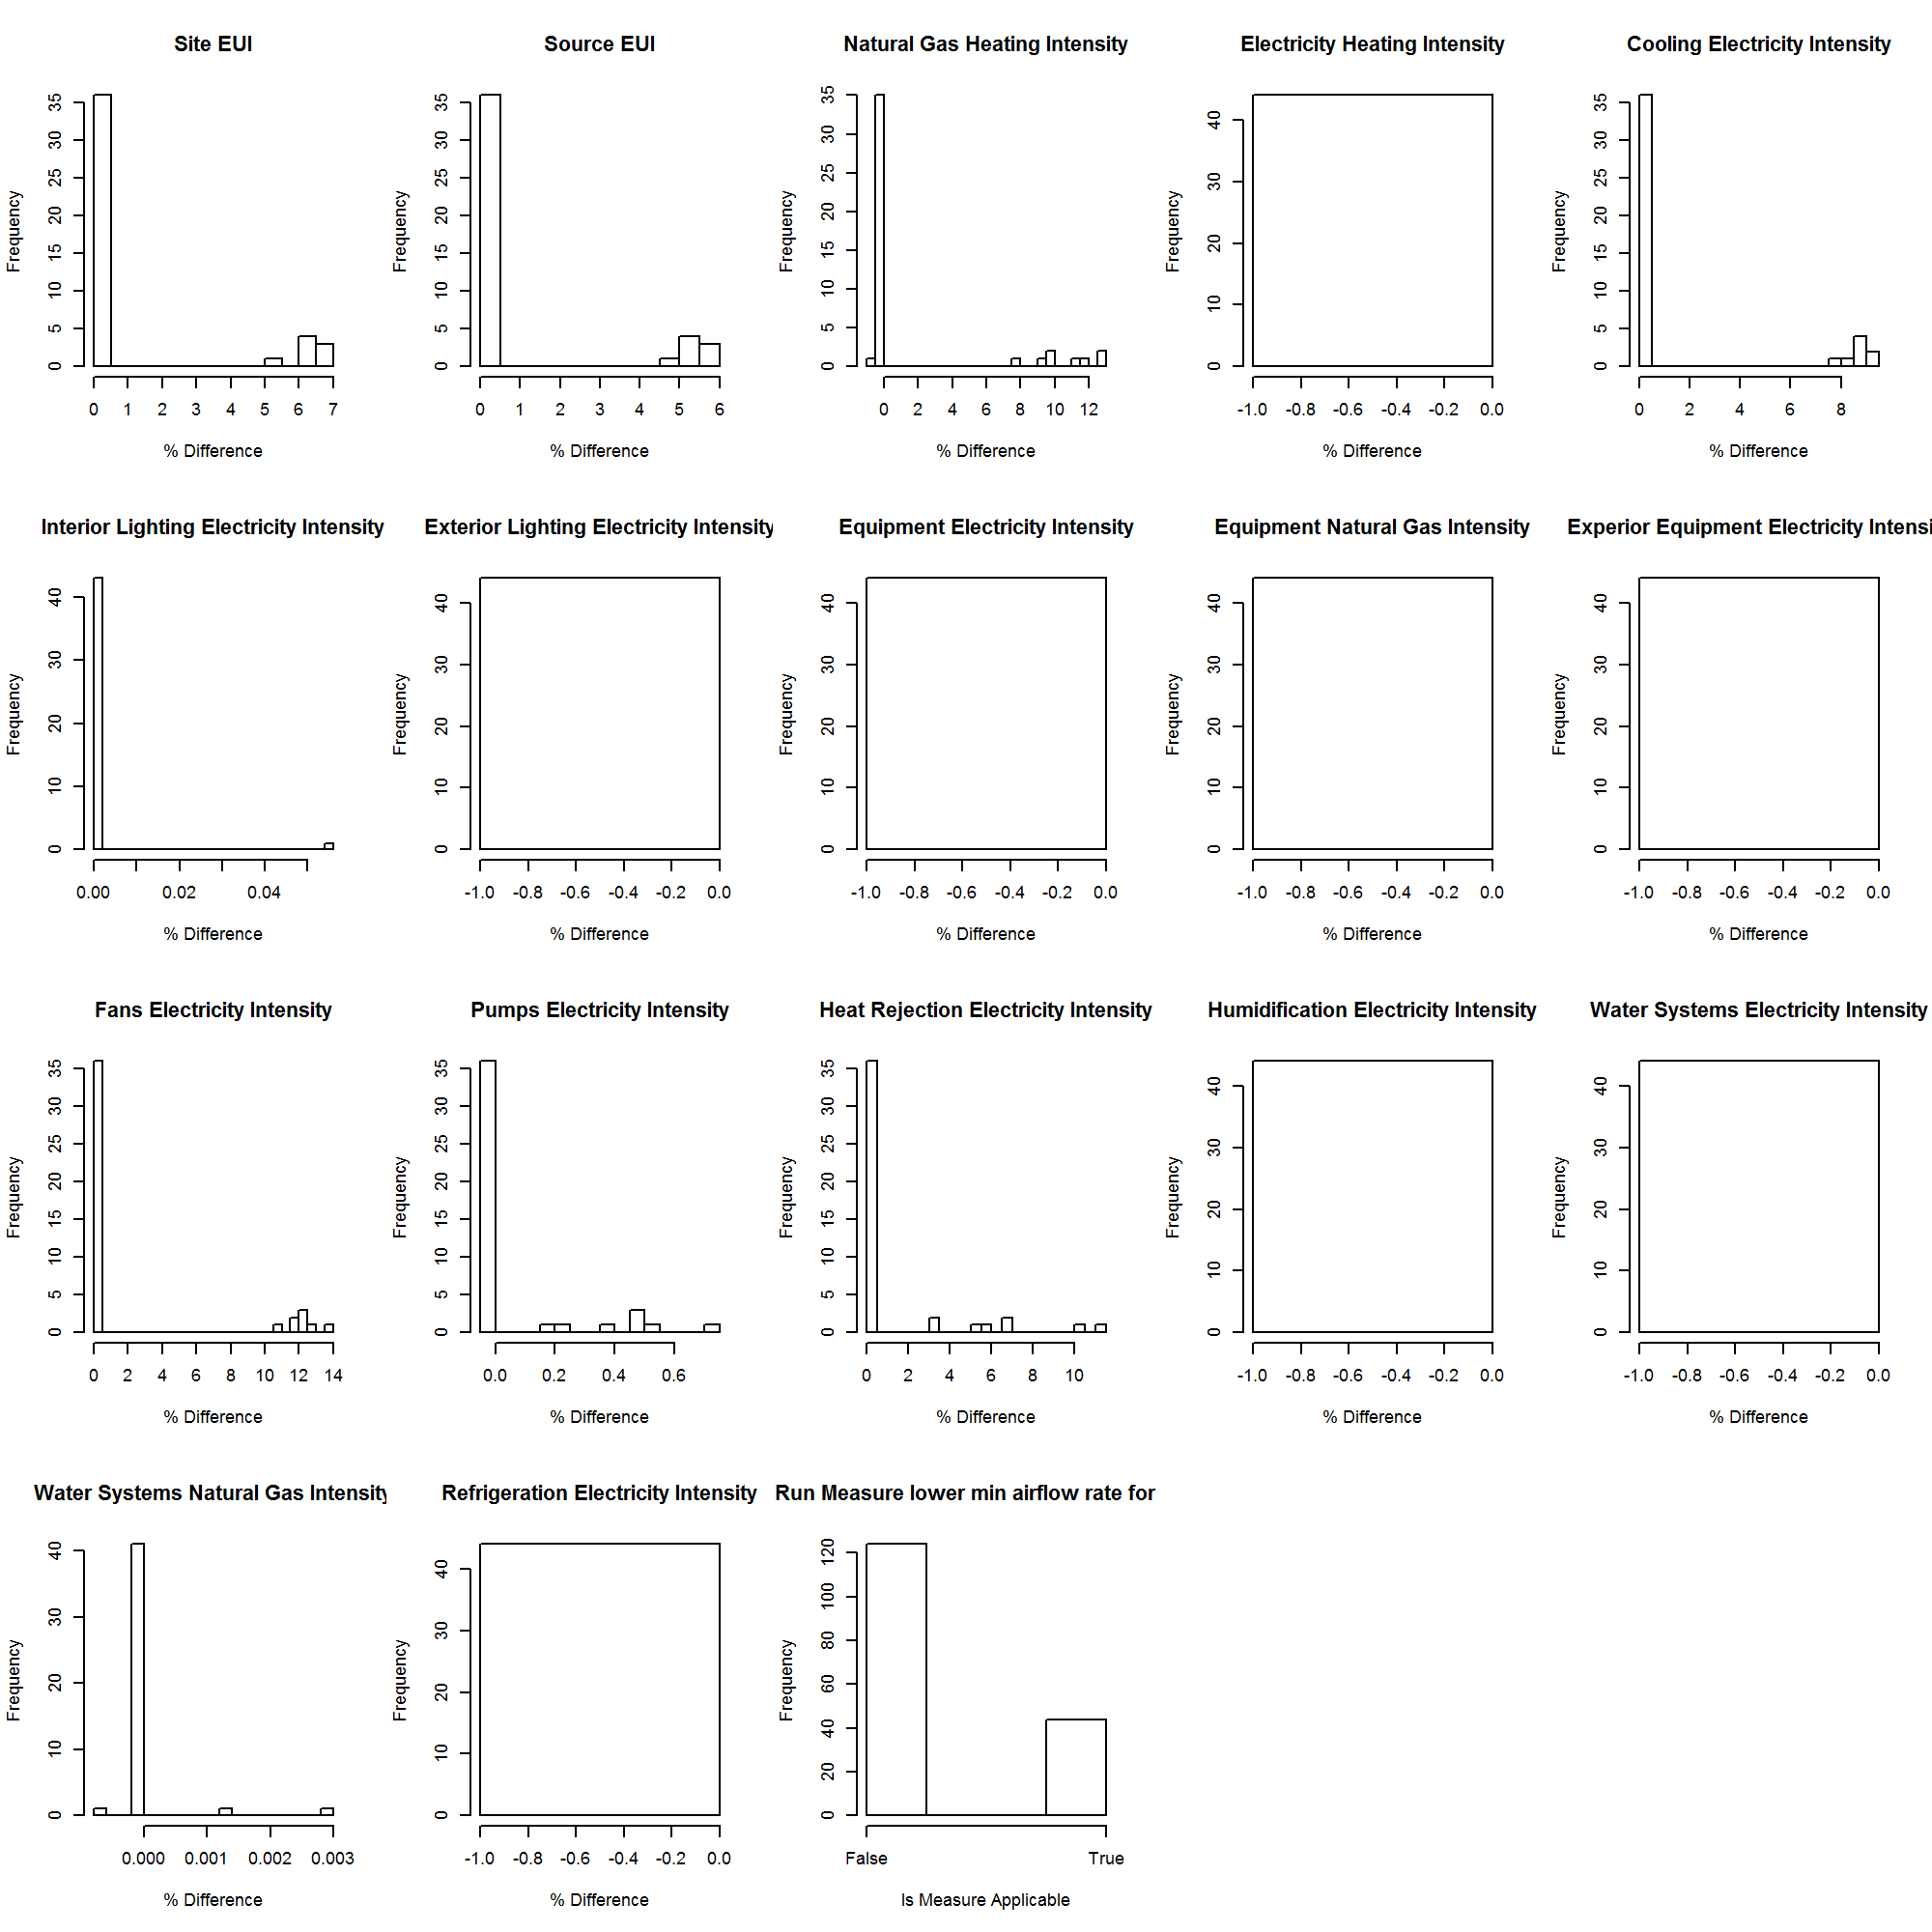 Site EUI
Source EUI
Natural Gas Heating Intensity
Electricity Heating Intensity
Cooling Electricity Intensity
Frequency
0 5 10 15 20 25 30 35
0 1 2 3 4 5 6 7
% Difference
Frequency
0 5 10 15 20 25 30 35
0 1 2 3 4 5 6
% Difference
Frequency
0 5 10 15 20 25 30 35
0 2 4 6 8 10 12
% Difference
Frequency
0 10 20 30 40
-1.0 -0.8 -0.6 -0.4 -0.2 0.0
% Difference
Frequency
0 5 10 15 20 25 30 35
0 2 4 6 8
% Difference
Interior Lighting Electricity Intensity
Exterior Lighting Electricity Intensity
Equipment Electricity Intensity
Equipment Natural Gas Intensity
Experior Equipment Electricity Intensi
Frequency
0 10 20 30 40
0.00 0.02 0.04
% Difference
Frequency
0 10 20 30 40
-1.0 -0.8 -0.6 -0.4 -0.2 0.0
% Difference
Frequency
0 10 20 30 40
-1.0 -0.8 -0.6 -0.4 -0.2 0.0
% Difference
Frequency
0 10 20 30 40
-1.0 -0.8 -0.6 -0.4 -0.2 0.0
% Difference
Frequency
0 10 20 30 40
-1.0 -0.8 -0.6 -0.4 -0.2 0.0
% Difference
Fans Electricity Intensity
Pumps Electricity Intensity
Heat Rejection Electricity Intensity
Humidification Electricity Intensity
Water Systems Electricity Intensity
Frequency
0 5 10 15 20 25 30 35
0 2 4 6 8 10 12 14
% Difference
Frequency
0 5 10 15 20 25 30 35
0.0 0.2 0.4 0.6
% Difference
Frequency
0 5 10 15 20 25 30 35
0 2 4 6 8 10
% Difference
Frequency
0 10 20 30 40
-1.0 -0.8 -0.6 -0.4 -0.2 0.0
% Difference
Frequency
0 10 20 30 40
-1.0 -0.8 -0.6 -0.4 -0.2 0.0
% Difference
Water Systems Natural Gas Intensity
Refrigeration Electricity Intensity
Run Measure lower min airflow rate for
Frequency
0 10 20 30 40
0.000 0.001 0.002 0.003
% Difference
Frequency
0 10 20 30 40
-1.0 -0.8 -0.6 -0.4 -0.2 0.0
% Difference
Frequency
0 20 40 60 80 100 120
False True
Is Measure Applicable